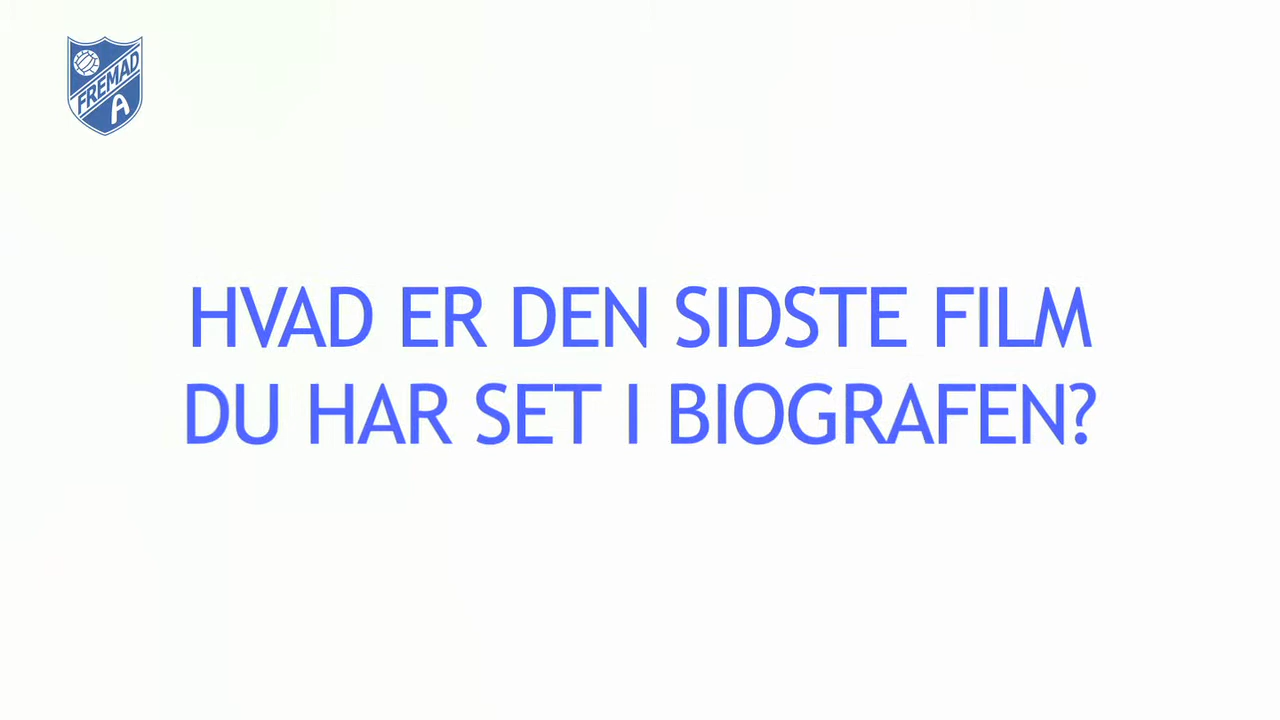 FREMAD
A
HVAD ER DEN SIDSTE FILM
DU HAR SET I BIOGRAFEN?